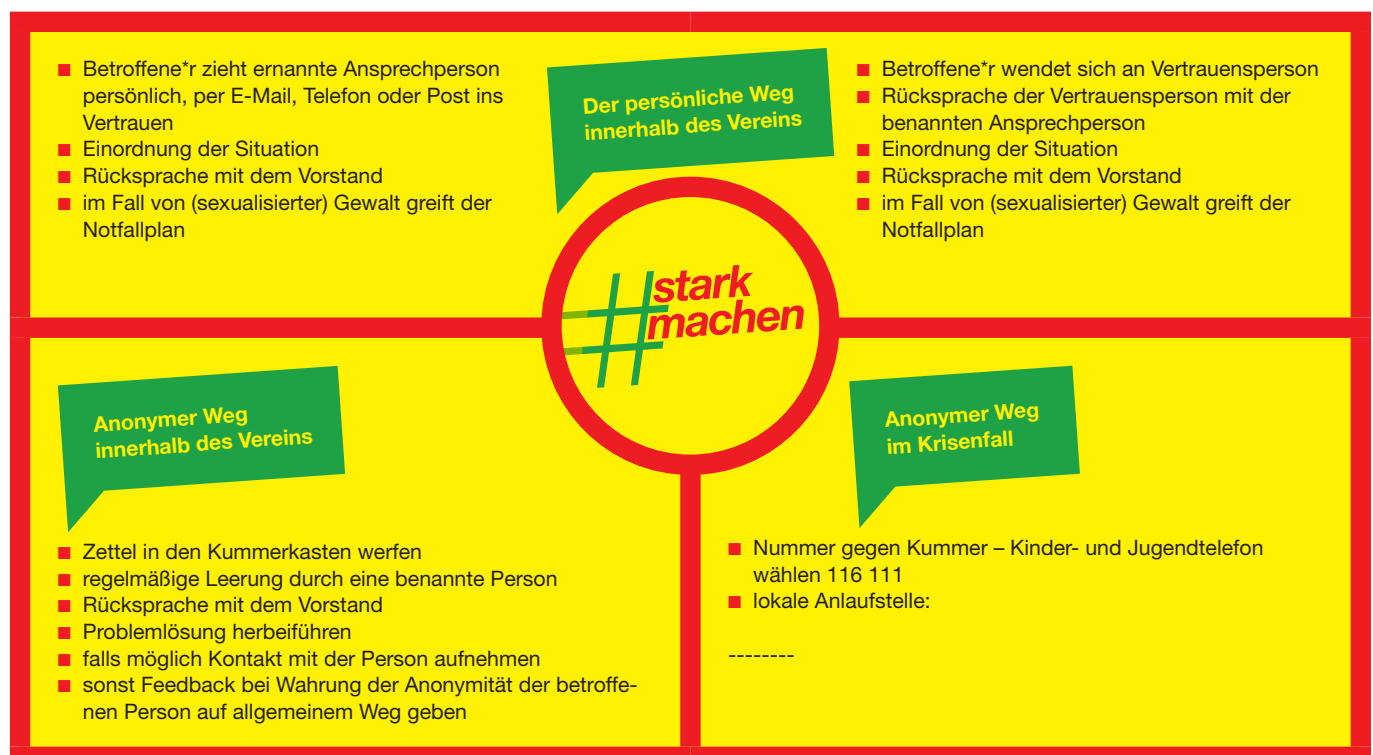 Betroffene*r zieht ernannte Ansprechperson
persönlich, per E-Mail, Telefon oder Post ins
Vertrauen
Einordnung der Situation
Rücksprache mit dem Vorstand
im Fall von (sexualisierter) Gewalt greift der
Notfallplan
Der persönliche Weg
innerhalb des Vereins
Betroffene*r wendet sich an Vertrauensperson
Rücksprache der Vertrauensperson mit der
benannten Ansprechperson
Einordnung der Situation
Rücksprache mit dem Vorstand
im Fall von (sexualisierter) Gewalt greift der
Notfallplan
#stark
machen
Anonymer Weg
innerhalb des Vereins
Zettel in den Kummerkasten werfen
regelmäßige Leerung durch eine benannte Person
Rücksprache mit dem Vorstand
Problemlösung herbeiführen
falls möglich Kontakt mit der Person aufnehmen
sonst Feedback bei Wahrung der Anonymität der betroffe-
nen Person auf allgemeinem Weg geben
Anonymer Weg
im Krisenfall
Nummer gegen Kummer – Kinder- und Jugendtelefon
wählen 116 111
lokale Anlaufstelle:
--------